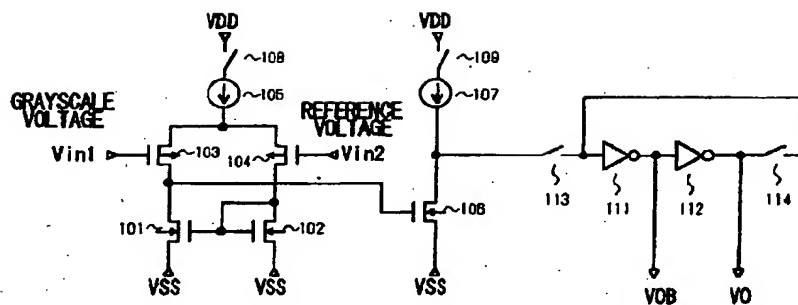 VDD
VDD
108
109
105
107
GRAYSCALE
VOLTAGE
REFERENCE
VOLTAGE
Vin1
103
104
Vin2
113
111
112
114
101
102
106
VSS
VSS
VSS
VOB
VO